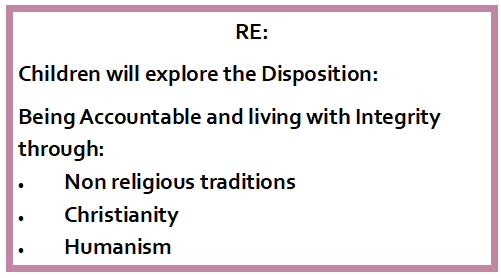 RE:
Children will explore the Disposition:
Being Accountable and living with Integrity
through:
• Non religious traditions
• Christianity
• Humanism